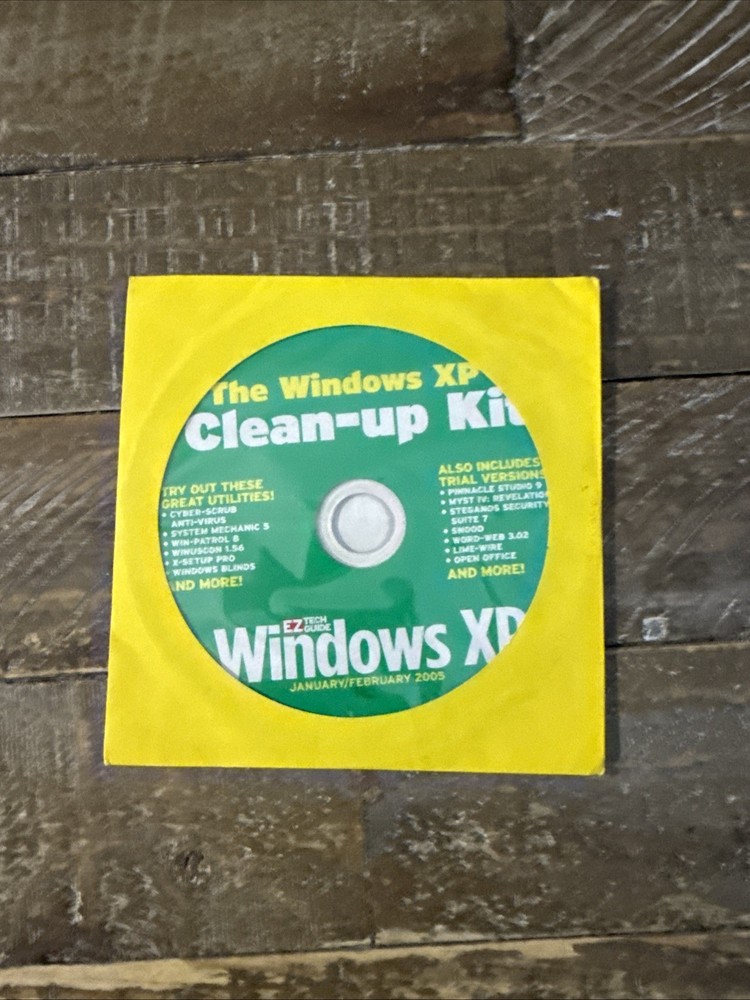 The Windows XP
Clean-up Kit
TRY OUT THESE
GREAT UTILITIES!
• CYBER-SCRUB
ANTI-VIRUS
• SYSTEM MECHANIC 5
• WIN-PATROL 8
• WINUSCON 1.56
• X-SETUP PRO
• WINDOWS BLINDS
AND MORE!
ALSO INCLUDES
TRIAL VERSIONS
• PINNACLE STUDIO 9
• MYST IV: REVELATIO
• STEGANOS SECURITY
SUITE 7
• SNOOD
• WORD-WEB 3.02
• LIME-WIRE
• OPEN OFFICE
AND MORE!
EZ TECH
GUIDE
Windows XP
JANUARY/FEBRUARY 2005